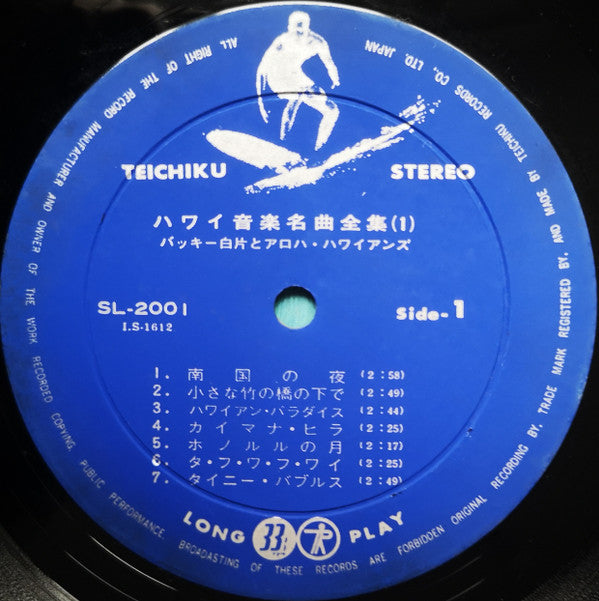 TEICHIKU STEREO
ハワイ音楽名曲全集(1)
バッキー白片とアロハ・ハワイアンズ
SL-2001 Side-1
I.S-1612
1. 南国の夜 (2:58)
2. 小さな竹の橋の下で (2:49)
3. ハワイアン・パラダイス (2:44)
4. カイマナ・ヒラ (2:25)
5. ホノルルの月 (2:17)
6. タ・フ・ワ・フ・ワイ (2:25)
7. タイニー・バブルス (2:49)
LONG PLAY
ALL RIGHT OF THE RECORD MANUFACTURER AND OWNER OF THE WORK RECORDED COPYING, PUBLIC PERFORMANCE, BROADASTING OF THESE RECORDS ARE FORBIDDEN ORIGINAL RECORDING BY, TRADE MARK REGISTERED BY, AND MADE BY TEICHIKU RECORDS CO., LTD. JAPAN